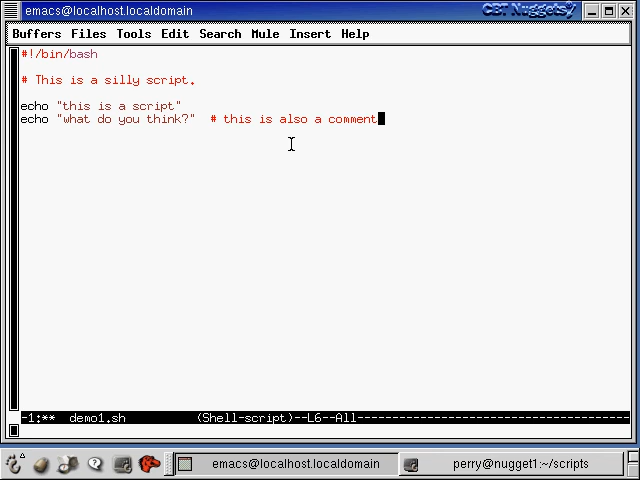 emacs@localhost.localdomain
CBT Nuggets
Buffers Files Tools Edit Search Mule Insert Help
#!/bin/bash
# This is a silly script.
echo "this is a script"
echo "what do you think?"  # this is also a comment
-1:**  demo1.sh          (Shell-script)--L6--All--------------------------------------
emacs@localhost.localdomain
perry@nugget1:~/scripts